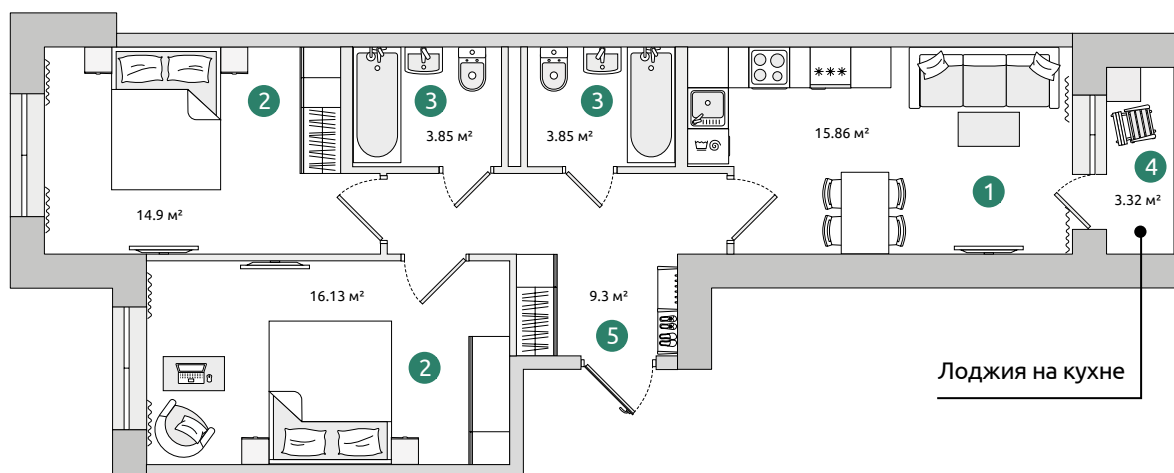 2
3
3.85 м²
3
3.85 м²
15.86 м²
1
4
3.32 м²
14.9 м²
16.13 м²
2
9.3 м²
5
Лоджия на кухне